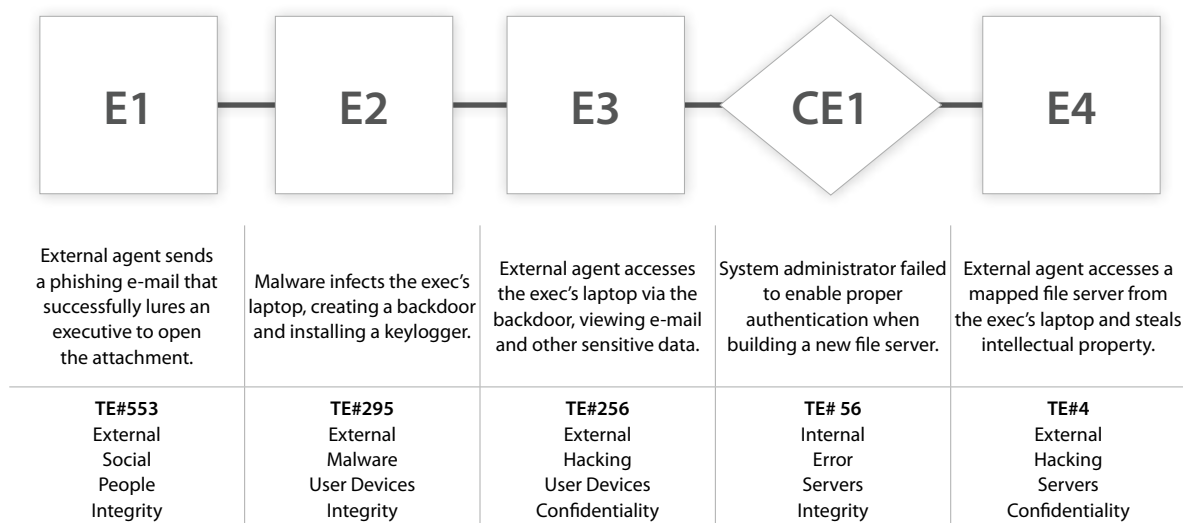 E1
E2
E3
CE1
E4
External agent sends
a phishing e-mail that
successfully lures an
executive to open
the attachment.
Malware infects the exec's
laptop, creating a backdoor
and installing a keylogger.
External agent accesses
the exec's laptop via the
backdoor, viewing e-mail
and other sensitive data.
System administrator failed
to enable proper
authentication when
building a new file server.
External agent accesses a
mapped file server from
the exec's laptop and steals
intellectual property.
TE#553
External
Social
People
Integrity
TE#295
External
Malware
User Devices
Integrity
TE#256
External
Hacking
User Devices
Confidentiality
TE# 56
Internal
Error
Servers
Integrity
TE#4
External
Hacking
Servers
Confidentiality